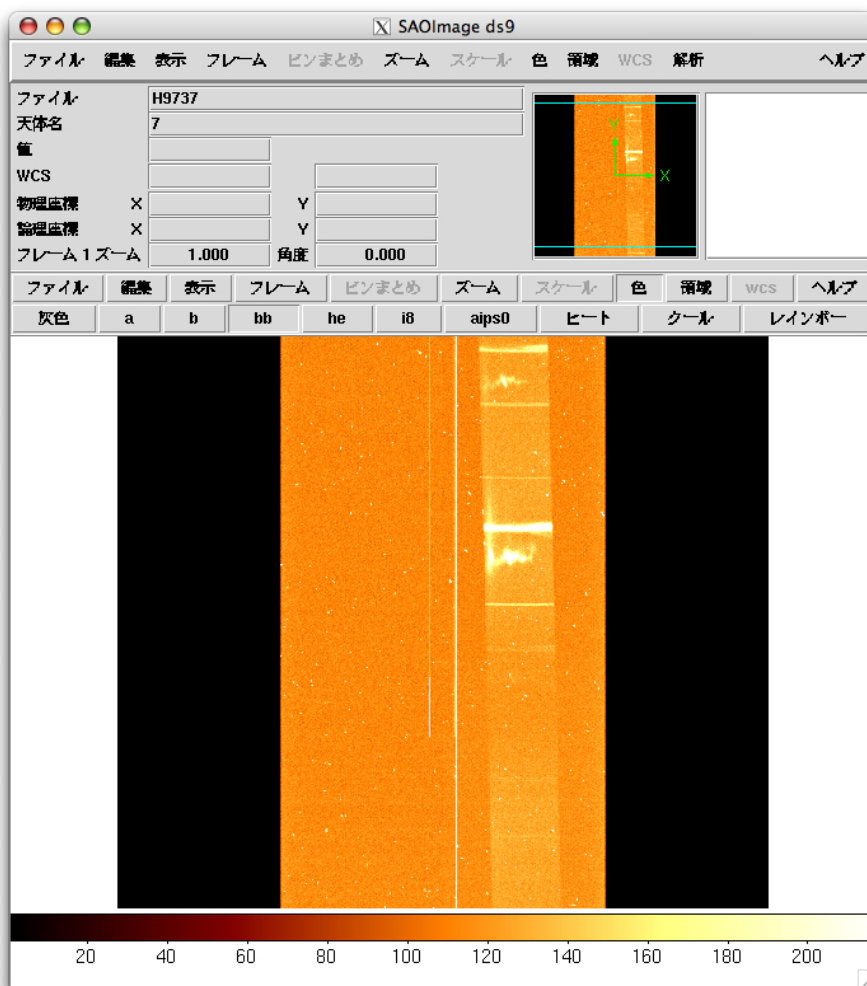 SAOImage ds9
ファイル 編集 表示 フレーム ビンまとめ ズーム スケール 色 領域 WCS 解析 ヘルプ
ファイル H9737
天体名 7
値
WCS
物理座標 X Y
論理座標 X Y
フレーム 1 ズーム 1.000 角度 0.000
Y
X
ファイル 編集 表示 フレーム ビンまとめ ズーム スケール 色 領域 wcs ヘルプ
灰色 a b bb he i8 aips0 ヒート クール レインボー
20 40 60 80 100 120 140 160 180 200